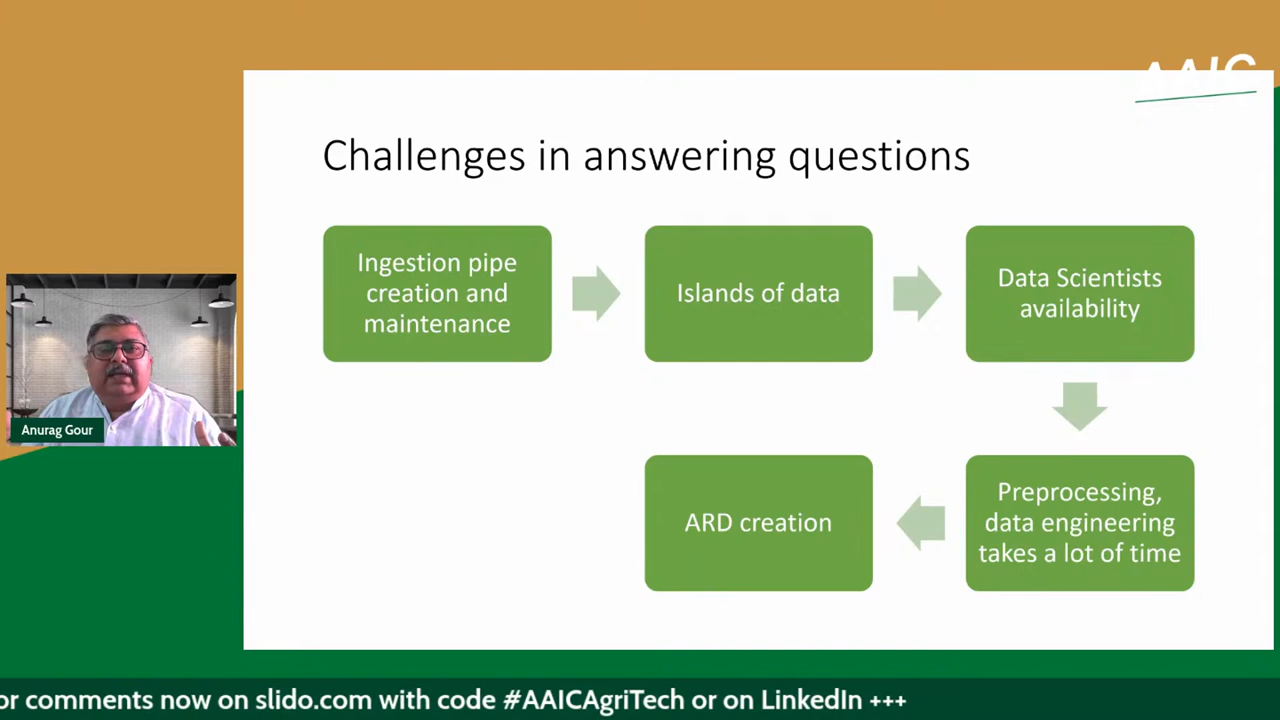 AAIC
Challenges in answering questions
Ingestion pipe
creation and
maintenance
Islands of data
Data Scientists
availability
Preprocessing,
data engineering
takes a lot of time
ARD creation
Anurag Gour
or comments now on slido.com with code #AAICAgriTech or on LinkedIn +++